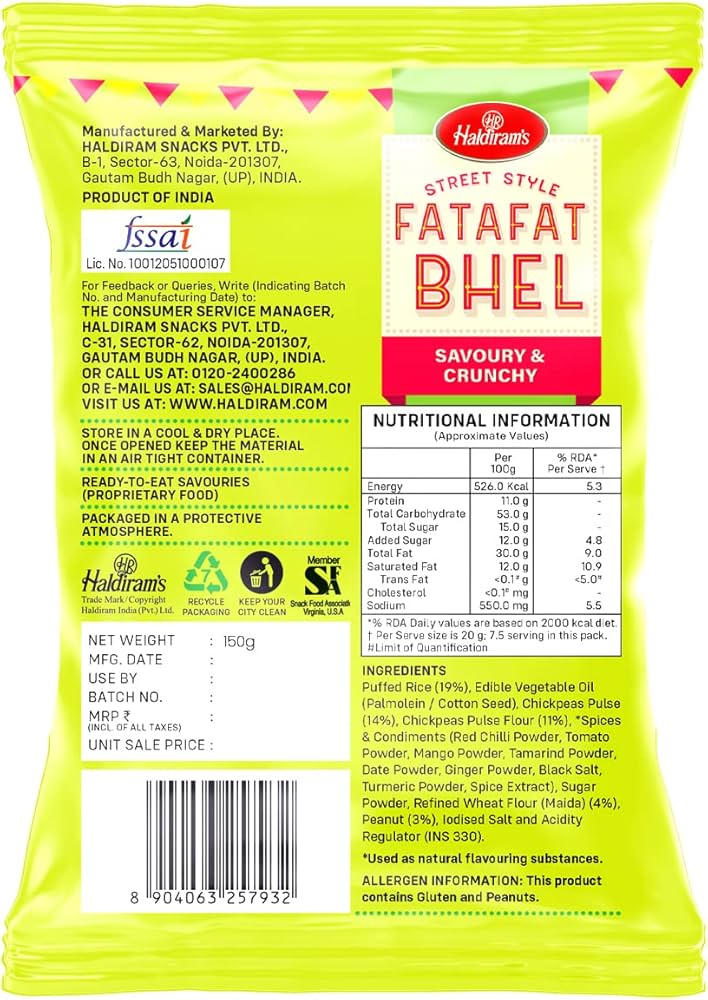 Manufactured & Marketed By:
HALDIRAM SNACKS PVT. LTD.,
B-1, Sector-63, Noida-201307,
Gautam Budh Nagar, (UP), INDIA.
PRODUCT OF INDIA
fssai
Lic. No. 10012051000107
For Feedback or Queries, Write (Indicating Batch
No. and Manufacturing Date) to:
THE CONSUMER SERVICE MANAGER,
HALDIRAM SNACKS PVT. LTD.,
C-31, SECTOR-62, NOIDA-201307,
GAUTAM BUDH NAGAR, (UP), INDIA.
OR CALL US AT: 0120-2400286
OR E-MAIL US AT: SALES@HALDIRAM.CO
VISIT US AT: WWW.HALDIRAM.COM
STORE IN A COOL & DRY PLACE.
ONCE OPENED KEEP THE MATERIAL
IN AN AIR TIGHT CONTAINER.
READY-TO-EAT SAVOURIES
(PROPRIETARY FOOD)
PACKAGED IN A PROTECTIVE
ATMOSPHERE.
HR
Haldiram's
Trade Mark/Copyright
Haldiram India (Pvt.) Ltd.
7
RECYCLE
PACKAGING
KEEP YOUR
CITY CLEAN
Member
SFA
Snack Food Associati
Virginia, U.S.A
NET WEIGHT : 150g
MFG. DATE :
USE BY :
BATCH NO. :
MRP ₹ :
(INCL. OF ALL TAXES)
UNIT SALE PRICE :
8 904063 257932
HR
Haldiram's
STREET STYLE
FATAFAT
BHEL
SAVOURY &
CRUNCHY
NUTRITIONAL INFORMATION
(Approximate Values)
Per 100g % RDA* Per Serve †
Energy 526.0 Kcal 5.3
Protein 11.0 g -
Total Carbohydrate 53.0 g -
Total Sugar 15.0 g -
Added Sugar 12.0 g 4.8
Total Fat 30.0 g 9.0
Saturated Fat 12.0 g 10.9
Trans Fat <0.1# g <5.0#
Cholesterol <0.1# mg -
Sodium 550.0 mg 5.5
*% RDA Daily values are based on 2000 kcal diet.
† Per Serve size is 20 g; 7.5 serving in this pack.
#Limit of Quantification
INGREDIENTS
Puffed Rice (19%), Edible Vegetable Oil
(Palmolein / Cotton Seed), Chickpeas Pulse
(14%), Chickpeas Pulse Flour (11%), *Spices
& Condiments (Red Chilli Powder, Tomato
Powder, Mango Powder, Tamarind Powder,
Date Powder, Ginger Powder, Black Salt,
Turmeric Powder, Spice Extract), Sugar
Powder, Refined Wheat Flour (Maida) (4%),
Peanut (3%), Iodised Salt and Acidity
Regulator (INS 330).
*Used as natural flavouring substances.
ALLERGEN INFORMATION: This product
contains Gluten and Peanuts.